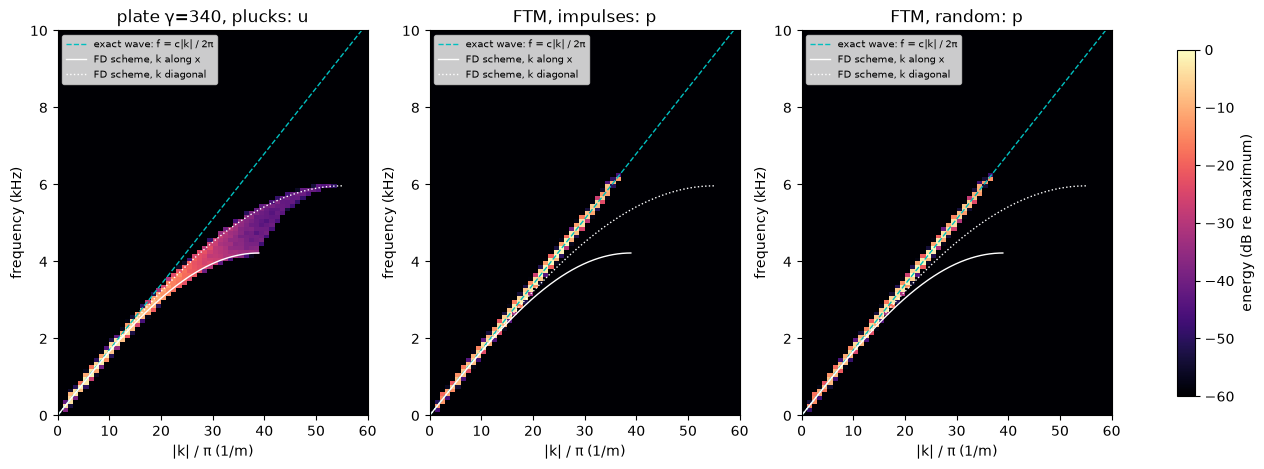 plate γ=340, plucks: u
exact wave: f = c|k| / 2π
FD scheme, k along x
FD scheme, k diagonal
frequency (kHz)
10
8
6
4
2
0
0 10 20 30 40 50 60
|k| / π (1/m)
FTM, impulses: p
exact wave: f = c|k| / 2π
FD scheme, k along x
FD scheme, k diagonal
frequency (kHz)
10
8
6
4
2
0
0 10 20 30 40 50 60
|k| / π (1/m)
FTM, random: p
exact wave: f = c|k| / 2π
FD scheme, k along x
FD scheme, k diagonal
frequency (kHz)
10
8
6
4
2
0
0 10 20 30 40 50 60
|k| / π (1/m)
0
−10
−20
−30
−40
−50
−60
energy (dB re maximum)